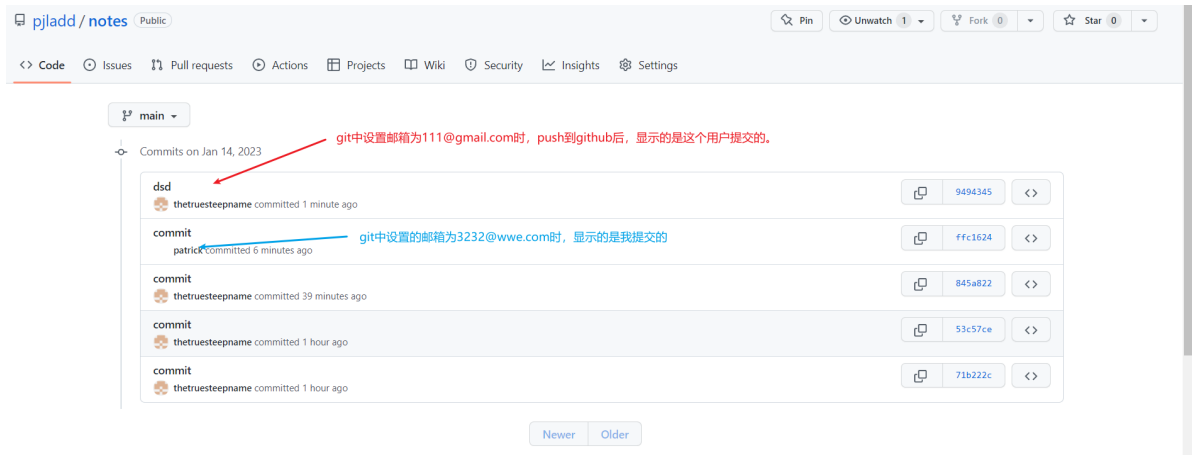 pjladd / notes Public Pin Unwatch 1 Fork 0 Star 0
Code Issues Pull requests Actions Projects Wiki Security Insights Settings
main
git中设置邮箱为111@gmail.com时，push到github后，显示的是这个用户提交的。
Commits on Jan 14, 2023
dsd
thetruesteepname committed 1 minute ago
9494345
commit
git中设置的邮箱为3232@wwe.com时，显示的是我提交的
patrick committed 6 minutes ago
ffc1624
commit
thetruesteepname committed 39 minutes ago
845a822
commit
thetruesteepname committed 1 hour ago
53c57ce
commit
thetruesteepname committed 1 hour ago
71b222c
Newer Older